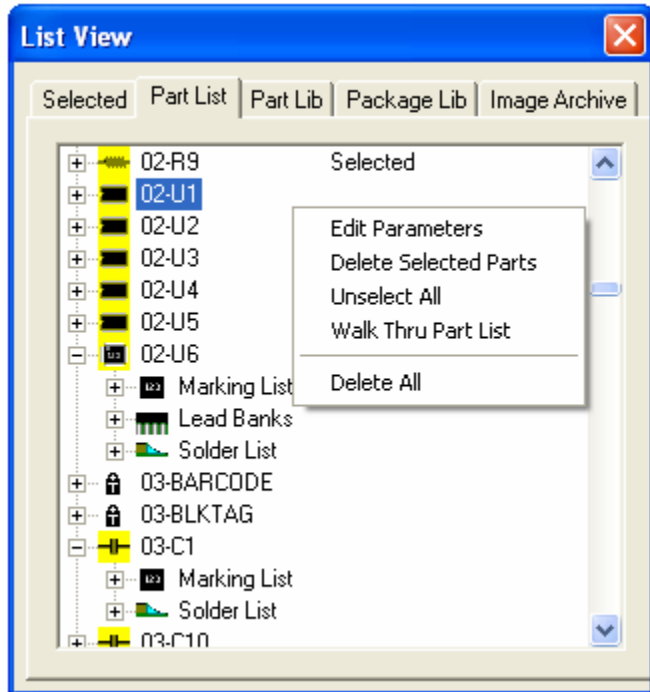 List View
Selected Part List Part Lib Package Lib Image Archive
02-R9 Selected
02-U1
02-U2
02-U3
02-U4
02-U5
02-U6
Marking List
Lead Banks
Solder List
03-BARCODE
03-BLKTAG
03-C1
Marking List
Solder List
03-C10
Edit Parameters
Delete Selected Parts
Unselect All
Walk Thru Part List
Delete All